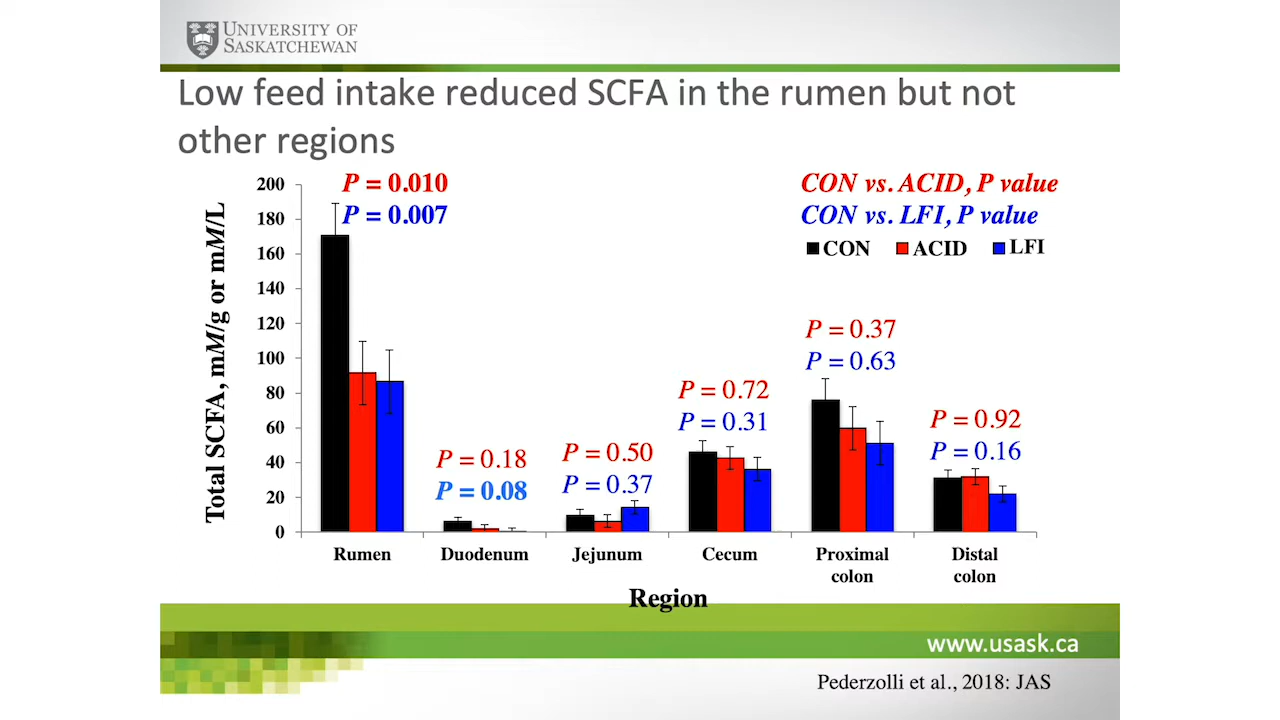 UNIVERSITY OF
SASKATCHEWAN
Low feed intake reduced SCFA in the rumen but not
other regions
P = 0.010
P = 0.007
CON vs. ACID, P value
CON vs. LFI, P value
CON ACID LFI
Total SCFA, mM/g or mM/L
200
180
160
140
120
100
80
60
40
20
0
P = 0.18
P = 0.08
P = 0.50
P = 0.37
P = 0.72
P = 0.31
P = 0.37
P = 0.63
P = 0.92
P = 0.16
Rumen
Duodenum
Jejunum
Cecum
Proximal
colon
Distal
colon
Region
www.usask.ca
Pederzolli et al., 2018: JAS